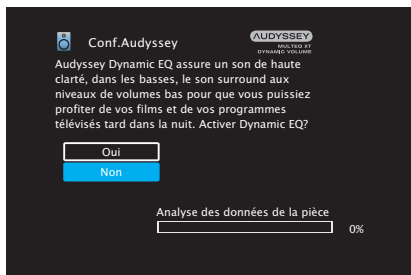 Conf.Audyssey
AUDYSSEY
MULTEQ XT
DYNAMIC VOLUME
Audyssey Dynamic EQ assure un son de haute
clarté, dans les basses, le son surround aux
niveaux de volumes bas pour que vous puissiez
profiter de vos films et de vos programmes
télévisés tard dans la nuit. Activer Dynamic EQ?
Oui
Non
Analyse des données de la pièce
0%